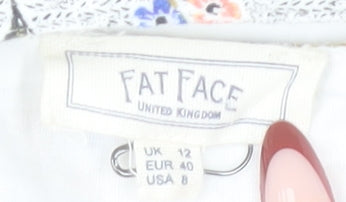 FAT FACE
UNITED KINGDOM
UK 12
EUR 40
USA 8